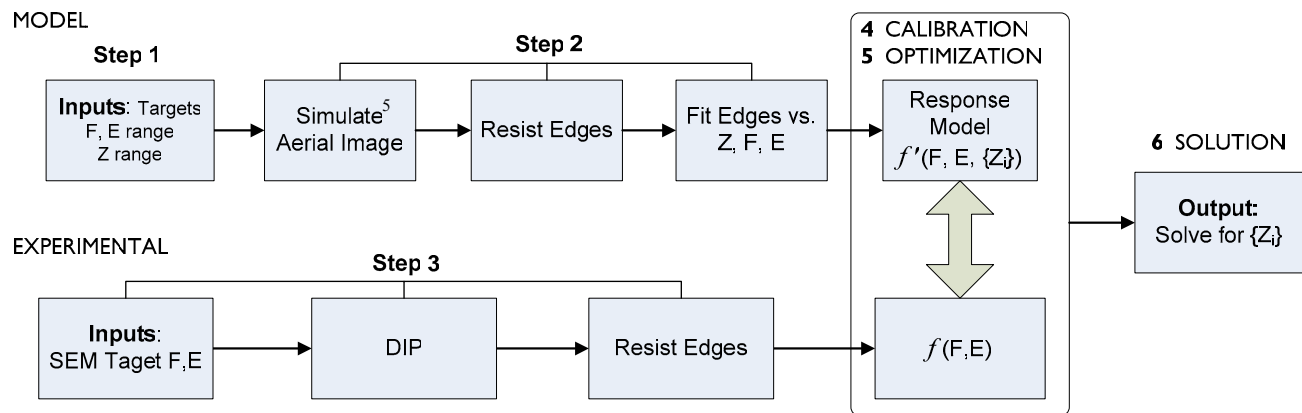 MODEL
Step 1
Step 2
4 CALIBRATION
5 OPTIMIZATION
Inputs: Targets
F, E range
Z range
Simulate5
Aerial Image
Resist Edges
Fit Edges vs.
Z, F, E
Response
Model
f'(F, E, {Zi})
6 SOLUTION
Output:
Solve for {Zi}
EXPERIMENTAL
Step 3
Inputs:
SEM Taget F,E
DIP
Resist Edges
f(F,E)